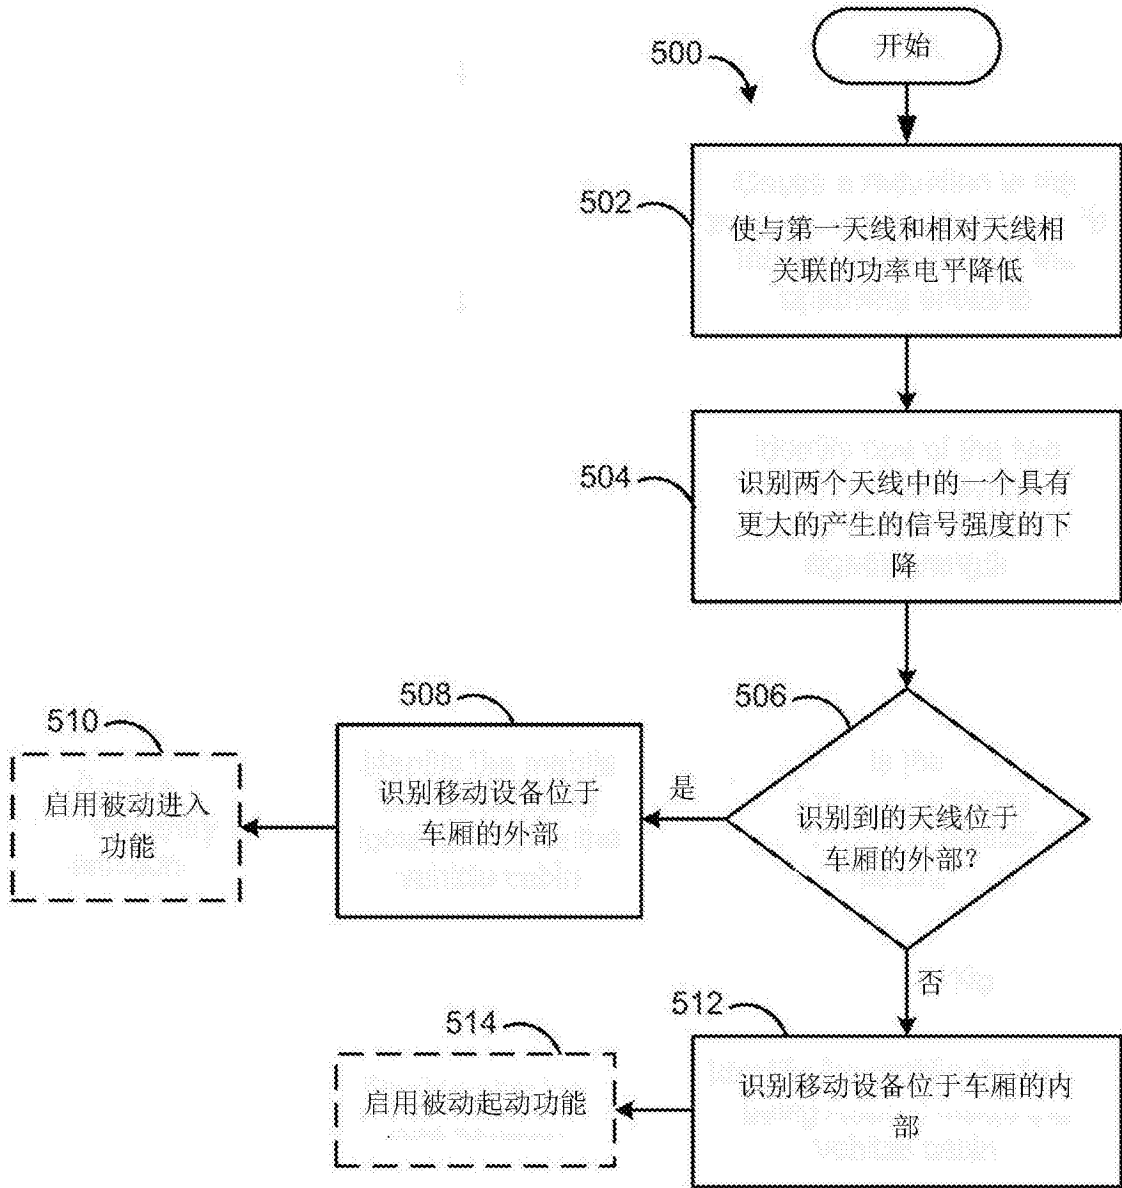 开始
500
502
使与第一天线和相对天线相
关联的功率电平降低
504
识别两个天线中的一个具有
更大的产生的信号强度的下
降
506
识别到的天线位于
车厢的外部?
是
508
识别移动设备位于
车厢的外部
510
启用被动进入
功能
否
512
识别移动设备位于车厢的内
部
514
启用被动起动功能